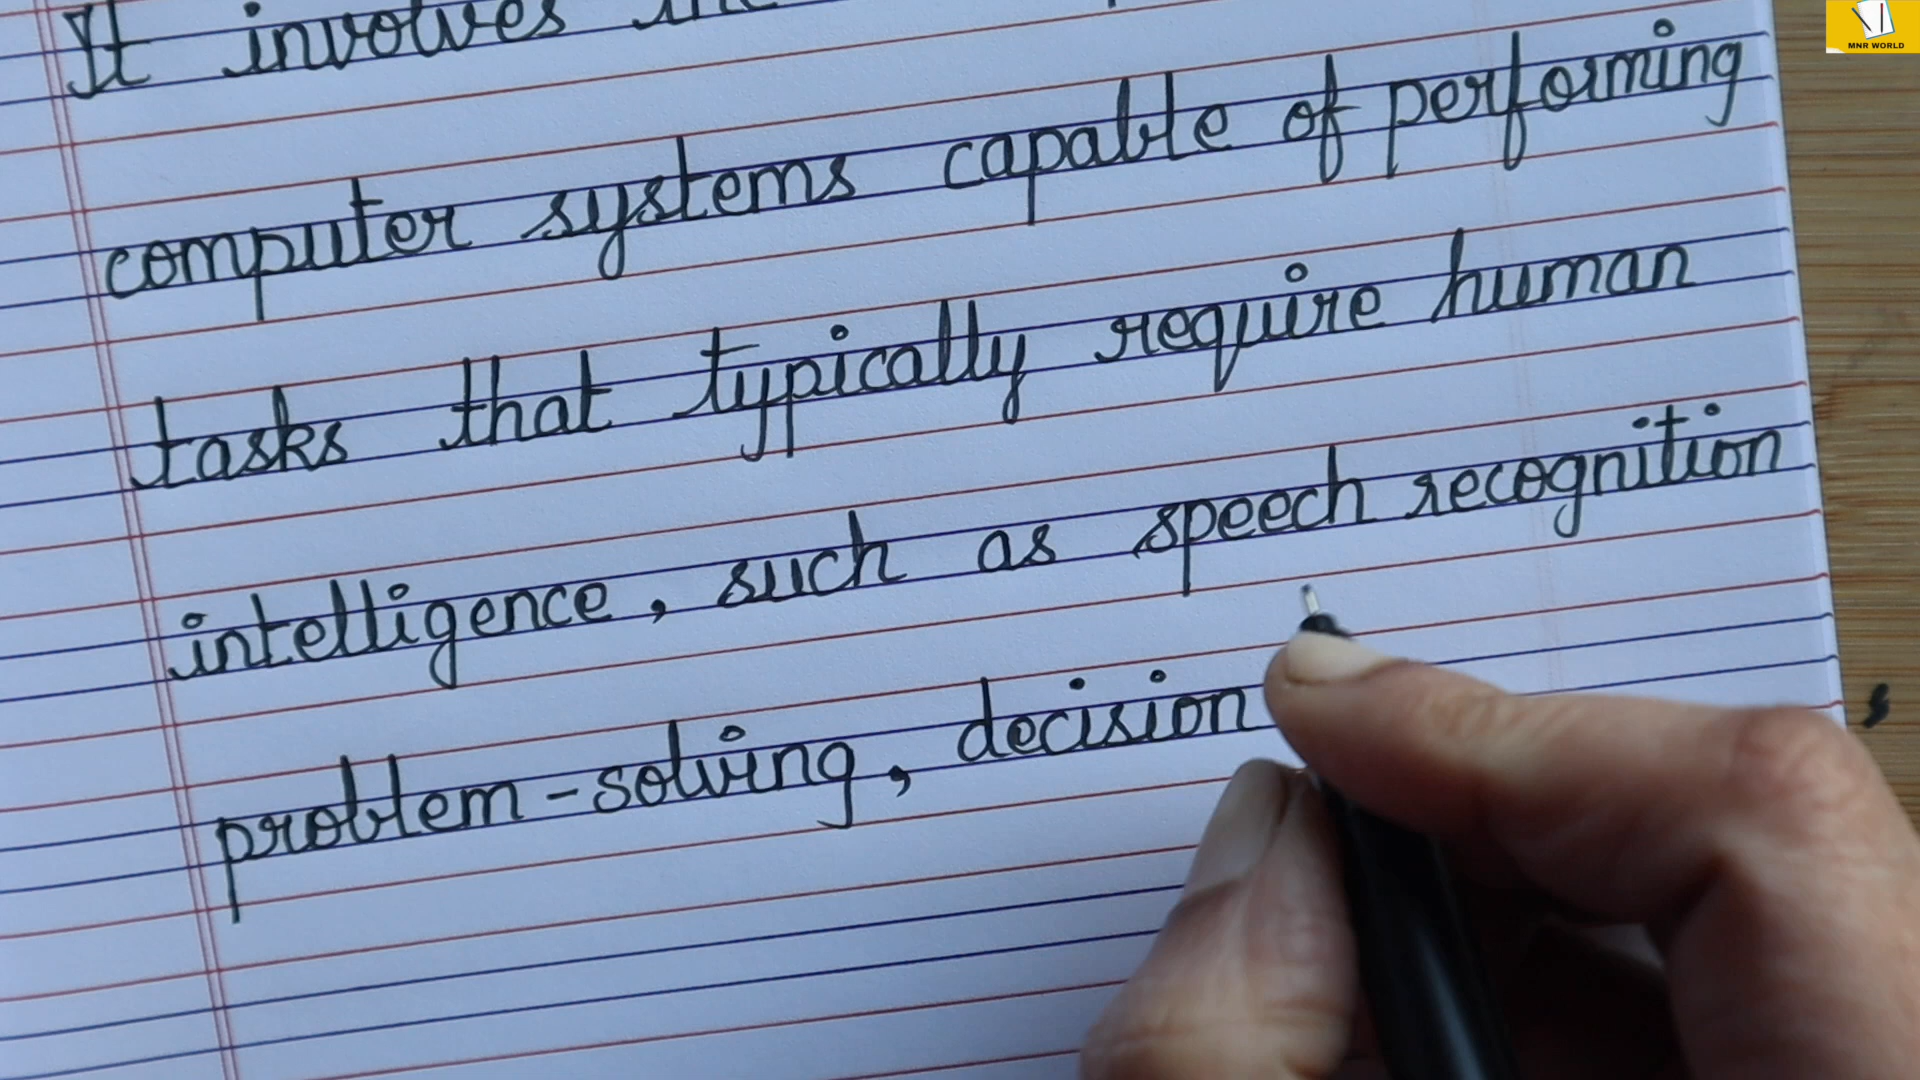 It involves the
computer systems capable of performing
tasks that typically require human
intelligence, such as speech recognition
problem-solving, decision
MNR WORLD